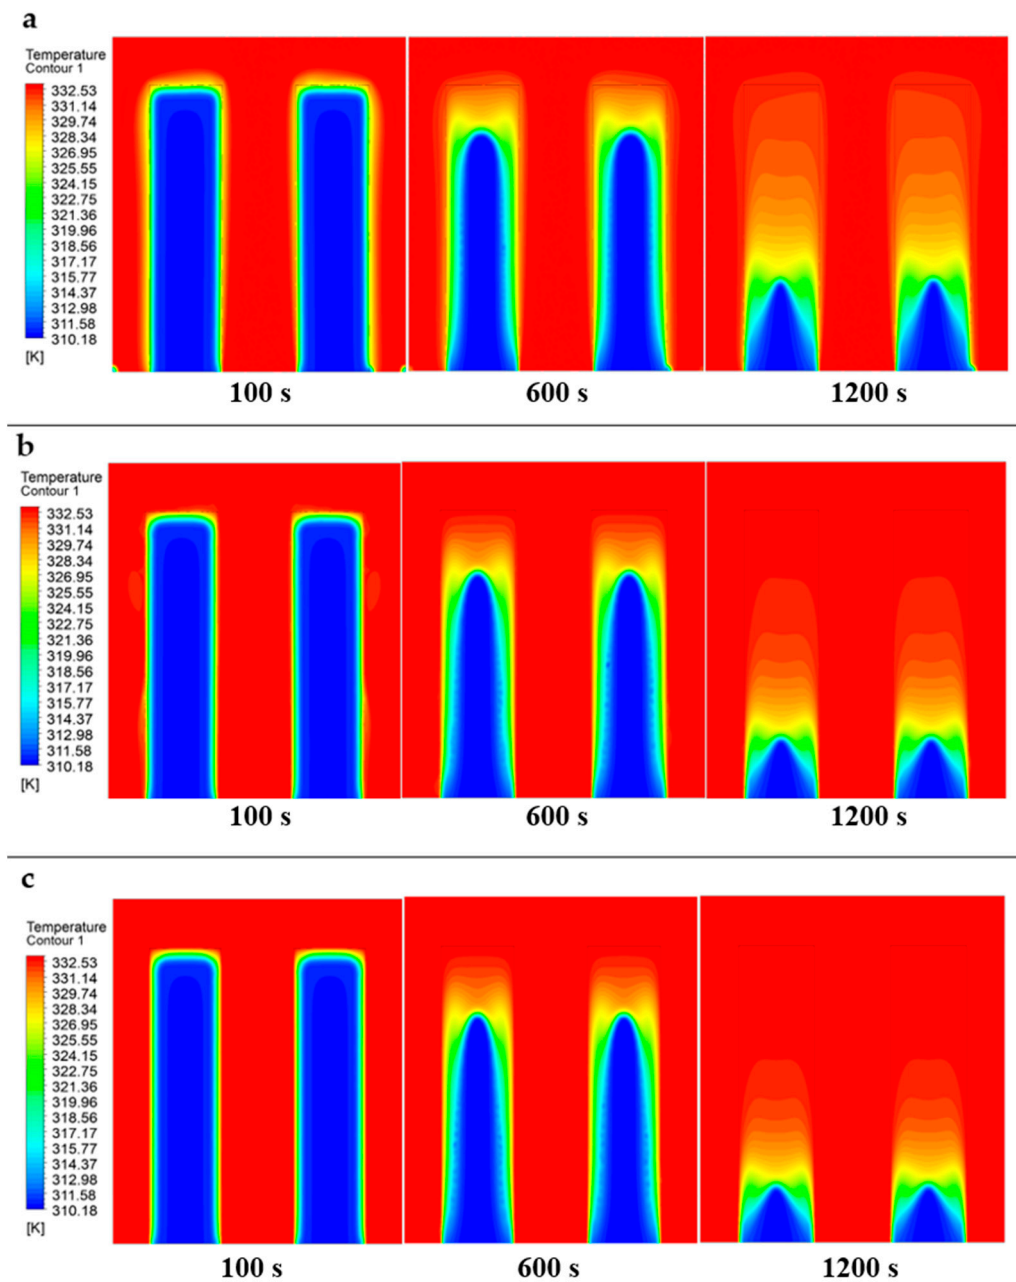 a
Temperature
Contour 1
332.53
331.14
329.74
328.34
326.95
325.55
324.15
322.75
321.36
319.96
318.56
317.17
315.77
314.37
312.98
311.58
310.18
[K]
100 s
600 s
1200 s
b
Temperature
Contour 1
332.53
331.14
329.74
328.34
326.95
325.55
324.15
322.75
321.36
319.96
318.56
317.17
315.77
314.37
312.98
311.58
310.18
[K]
100 s
600 s
1200 s
c
Temperature
Contour 1
332.53
331.14
329.74
328.34
326.95
325.55
324.15
322.75
321.36
319.96
318.56
317.17
315.77
314.37
312.98
311.58
310.18
[K]
100 s
600 s
1200 s